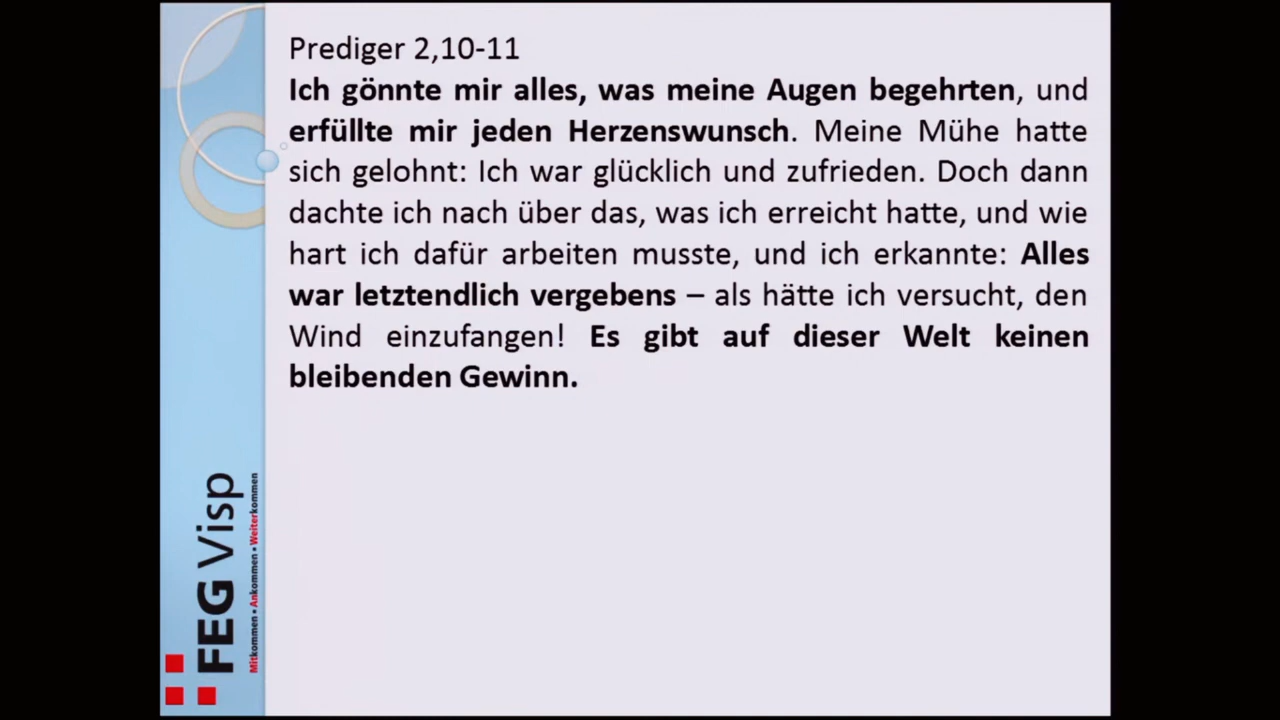 Prediger 2,10-11
Ich gönnte mir alles, was meine Augen begehrten, und
erfüllte mir jeden Herzenswunsch. Meine Mühe hatte
sich gelohnt: Ich war glücklich und zufrieden. Doch dann
dachte ich nach über das, was ich erreicht hatte, und wie
hart ich dafür arbeiten musste, und ich erkannte: Alles
war letztendlich vergebens – als hätte ich versucht, den
Wind einzufangen! Es gibt auf dieser Welt keinen
bleibenden Gewinn.
FEG Visp
Mitkommen • Ankommen • Weiterkommen